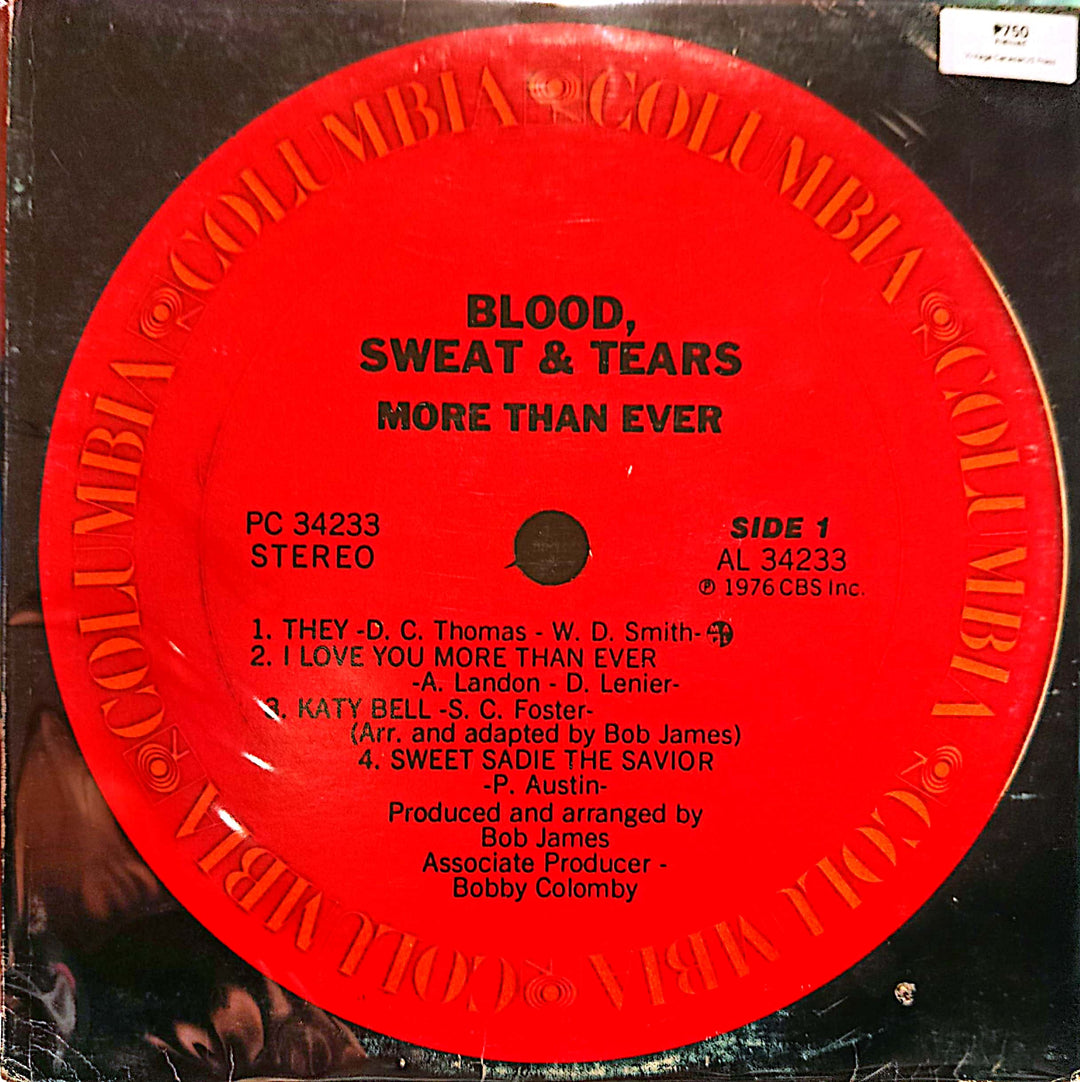 ₱750
COLUMBIA COLUMBIA COLUMBIA COLUMBIA COLUMBIA COLUMBIA COLUMBIA
BLOOD,
SWEAT & TEARS
MORE THAN EVER
PC 34233
STEREO
SIDE 1
AL 34233
℗ 1976 CBS Inc.
1. THEY -D. C. Thomas - W. D. Smith-
2. I LOVE YOU MORE THAN EVER
-A. Landon - D. Lenier-
3. KATY BELL -S. C. Foster-
(Arr. and adapted by Bob James)
4. SWEET SADIE THE SAVIOR
-P. Austin-
Produced and arranged by
Bob James
Associate Producer -
Bobby Colomby